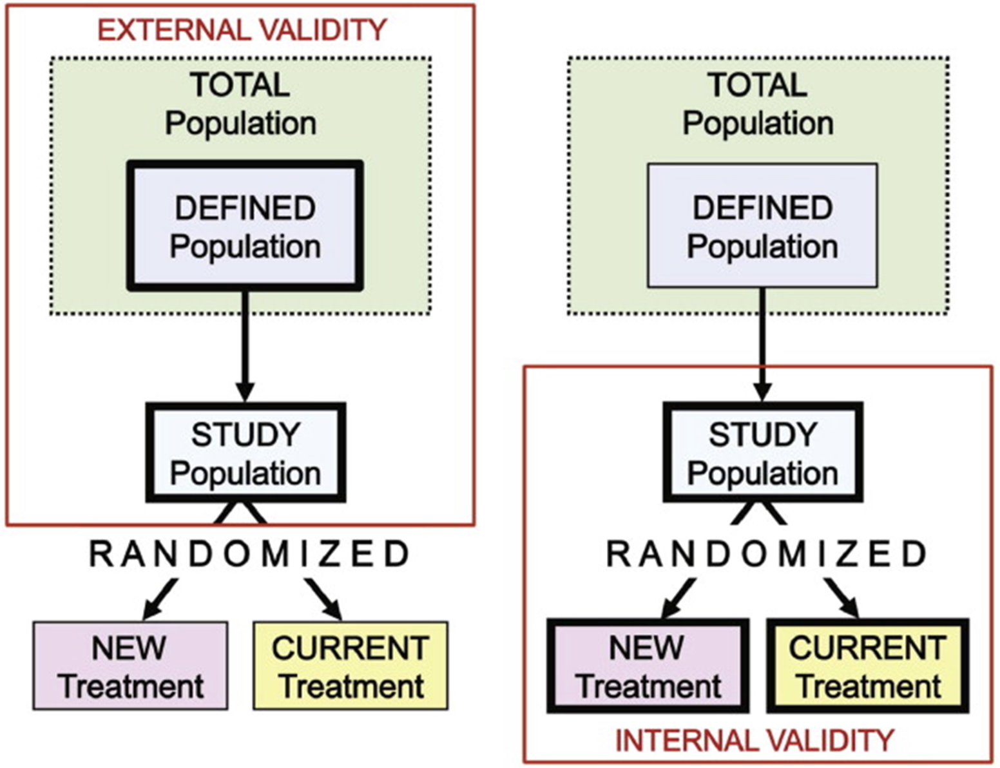 EXTERNAL VALIDITY
TOTAL
Population
DEFINED
Population
STUDY
Population
RANDOMIZED
NEW
Treatment
CURRENT
Treatment
TOTAL
Population
DEFINED
Population
STUDY
Population
RANDOMIZED
NEW
Treatment
CURRENT
Treatment
INTERNAL VALIDITY